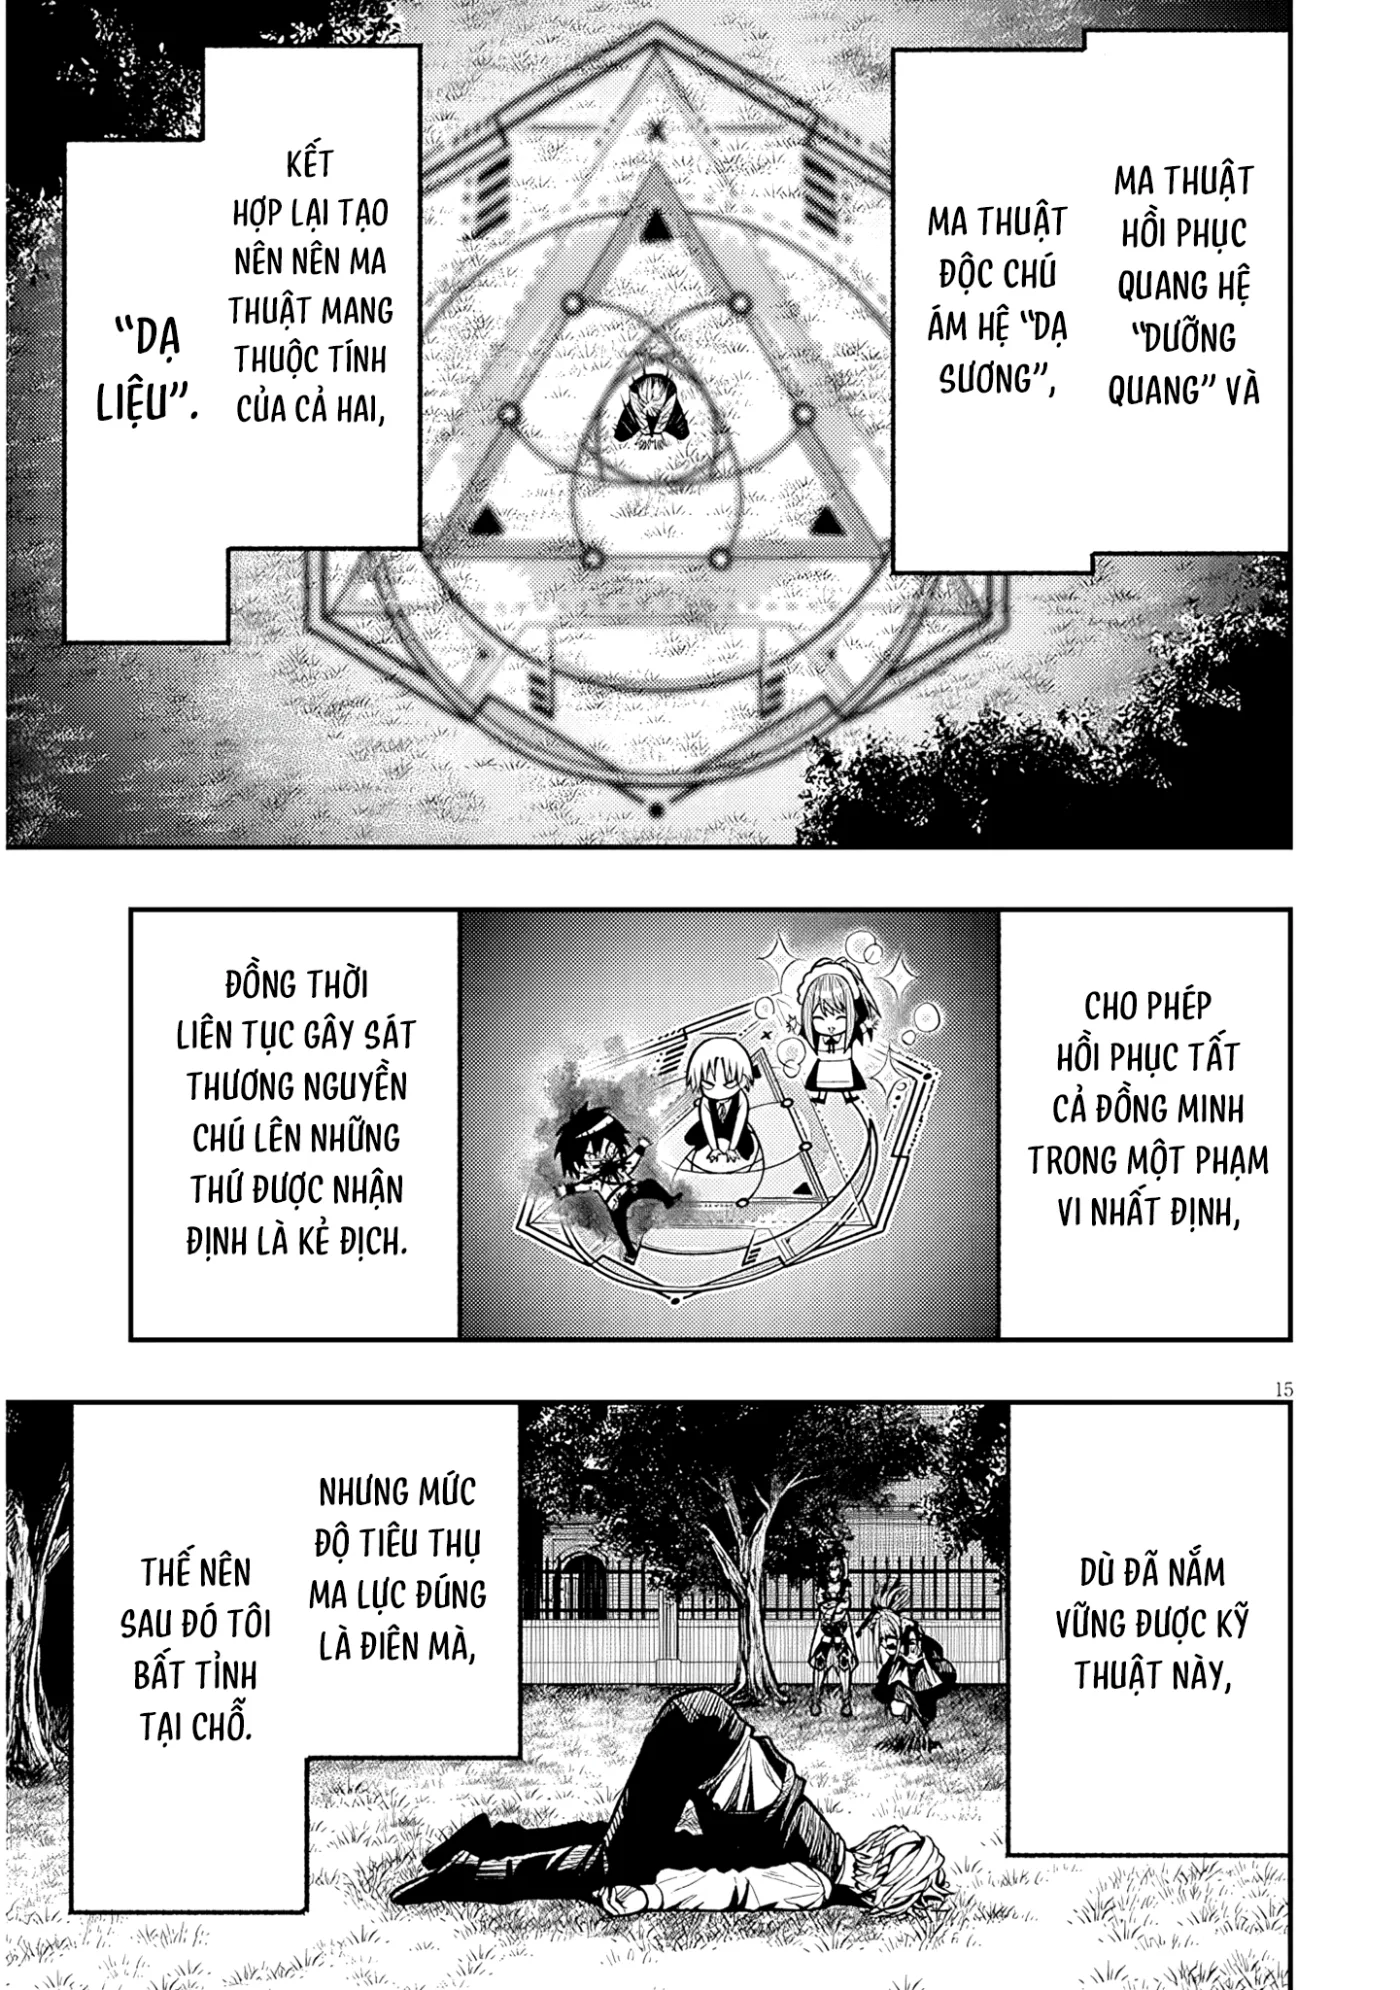 MA THUẬT
HỒI PHỤC
QUANG HỆ
“DƯỠNG
QUANG” VÀ
MA THUẬT
ĐỘC CHÚ
ÁM HỆ “DẠ
SƯƠNG”,
KẾT
HỢP LẠI TẠO
NÊN NÊN MA
THUẬT MANG
THUỘC TÍNH
CỦA CẢ HAI,
“DẠ
LIỆU”.
CHO PHÉP
HỒI PHỤC TẤT
CẢ ĐỒNG MINH
TRONG MỘT PHẠM
VI NHẤT ĐỊNH,
ĐỒNG THỜI
LIÊN TỤC GÂY SÁT
THƯƠNG NGUYỀN
CHÚ LÊN NHỮNG
THỨ ĐƯỢC NHẬN
ĐỊNH LÀ KẺ ĐỊCH.
15
DÙ ĐÃ NẮM
VỮNG ĐƯỢC KỸ
THUẬT NÀY,
NHƯNG MỨC
ĐỘ TIÊU THỤ
MA LỰC ĐÚNG
LÀ ĐIÊN MÀ,
THẾ NÊN
SAU ĐÓ TÔI
BẤT TỈNH
TẠI CHỖ.